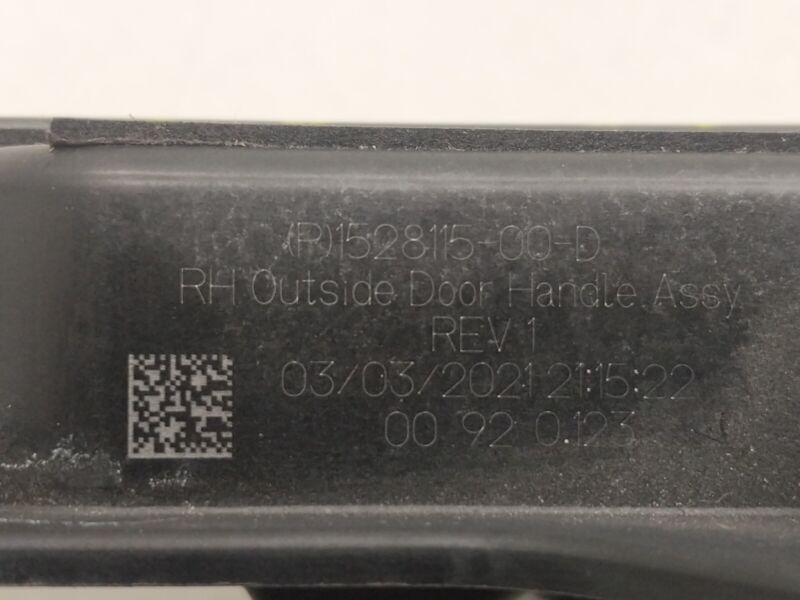 (P)1528115-00-D
RH Outside Door Handle Assy
REV 1
03/03/2021 21:15:22
00 92 0123